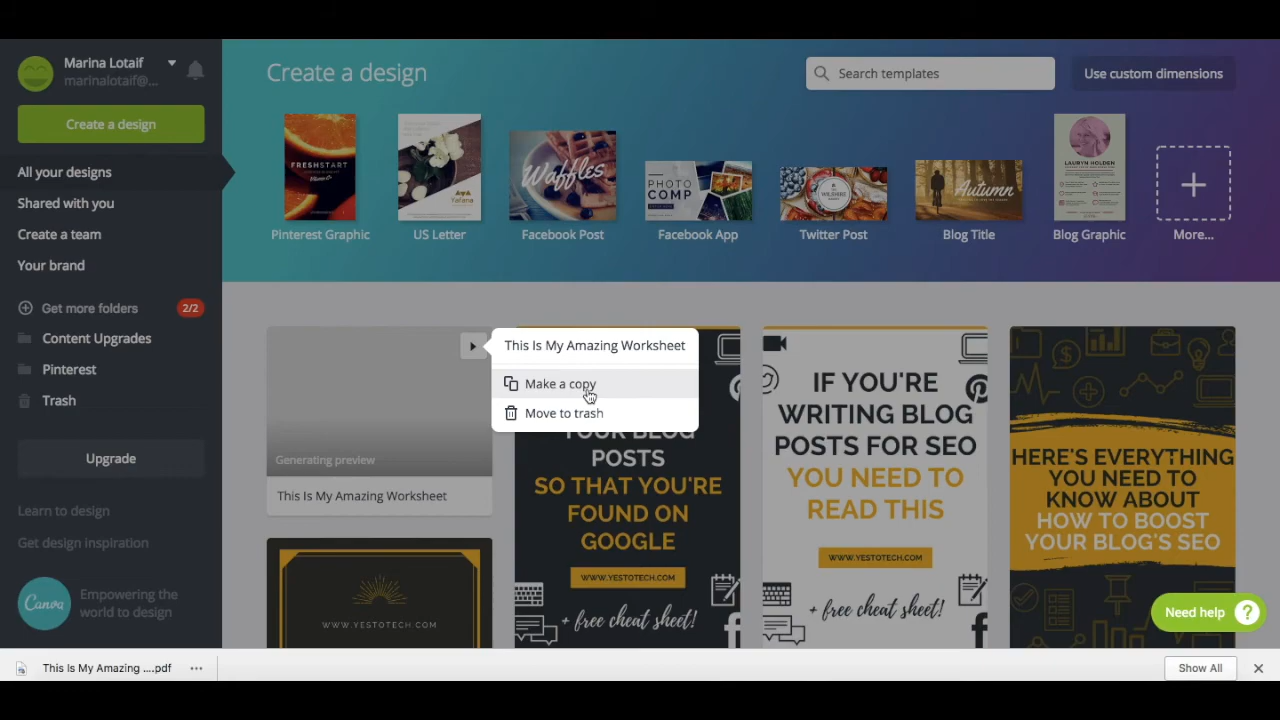 Marina Lotaif
marinalotaif@...
Create a design
All your designs
Shared with you
Create a team
Your brand
Get more folders
2/2
Content Upgrades
Pinterest
Trash
Upgrade
Learn to design
Get design inspiration
Canva
Empowering the
world to design
Create a design
Search templates
Use custom dimensions
FRESHSTART
Waffles
PHOTO
COMP
Autumn
LAURYN HOLDEN
Pinterest Graphic
US Letter
Facebook Post
Facebook App
Twitter Post
Blog Title
Blog Graphic
More...
Generating preview
This Is My Amazing Worksheet
This Is My Amazing Worksheet
Make a copy
Move to trash
WWW.YESTOTECH.COM
YOUR BLOG
POSTS
SO THAT YOU'RE
FOUND ON
GOOGLE
WWW.YESTOTECH.COM
+ free cheat sheet!
IF YOU'RE
WRITING BLOG
POSTS FOR SEO
YOU NEED TO
READ THIS
WWW.YESTOTECH.COM
+ free cheat sheet!
HERE'S EVERYTHING
YOU NEED TO
KNOW ABOUT
HOW TO BOOST
YOUR BLOG'S SEO
Need help ?
This Is My Amazing ....pdf
Show All